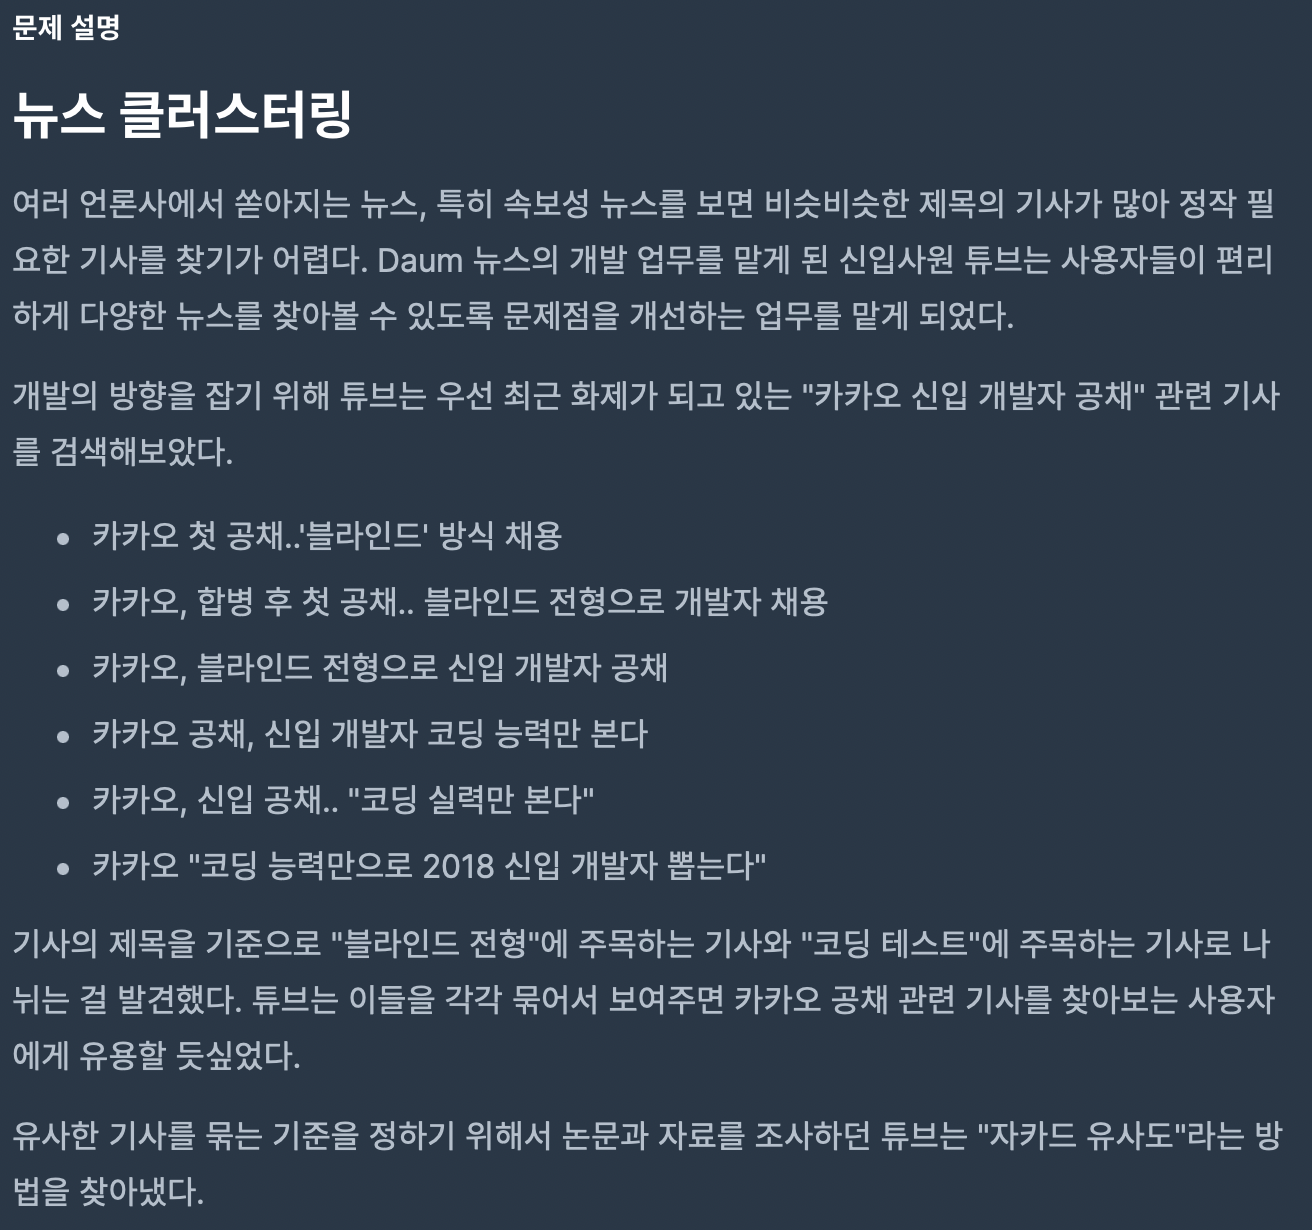 문제 설명
뉴스 클러스터링
여러 언론사에서 쏟아지는 뉴스, 특히 속보성 뉴스를 보면 비슷비슷한 제목의 기사가 많아 정작 필
요한 기사를 찾기가 어렵다. Daum 뉴스의 개발 업무를 맡게 된 신입사원 튜브는 사용자들이 편리
하게 다양한 뉴스를 찾아볼 수 있도록 문제점을 개선하는 업무를 맡게 되었다.
개발의 방향을 잡기 위해 튜브는 우선 최근 화제가 되고 있는 "카카오 신입 개발자 공채" 관련 기사
를 검색해보았다.
• 카카오 첫 공채..'블라인드' 방식 채용
• 카카오, 합병 후 첫 공채.. 블라인드 전형으로 개발자 채용
• 카카오, 블라인드 전형으로 신입 개발자 공채
• 카카오 공채, 신입 개발자 코딩 능력만 본다
• 카카오, 신입 공채.. "코딩 실력만 본다"
• 카카오 "코딩 능력만으로 2018 신입 개발자 뽑는다"
기사의 제목을 기준으로 "블라인드 전형"에 주목하는 기사와 "코딩 테스트"에 주목하는 기사로 나
뉘는 걸 발견했다. 튜브는 이들을 각각 묶어서 보여주면 카카오 공채 관련 기사를 찾아보는 사용자
에게 유용할 듯싶었다.
유사한 기사를 묶는 기준을 정하기 위해서 논문과 자료를 조사하던 튜브는 "자카드 유사도"라는 방
법을 찾아냈다.